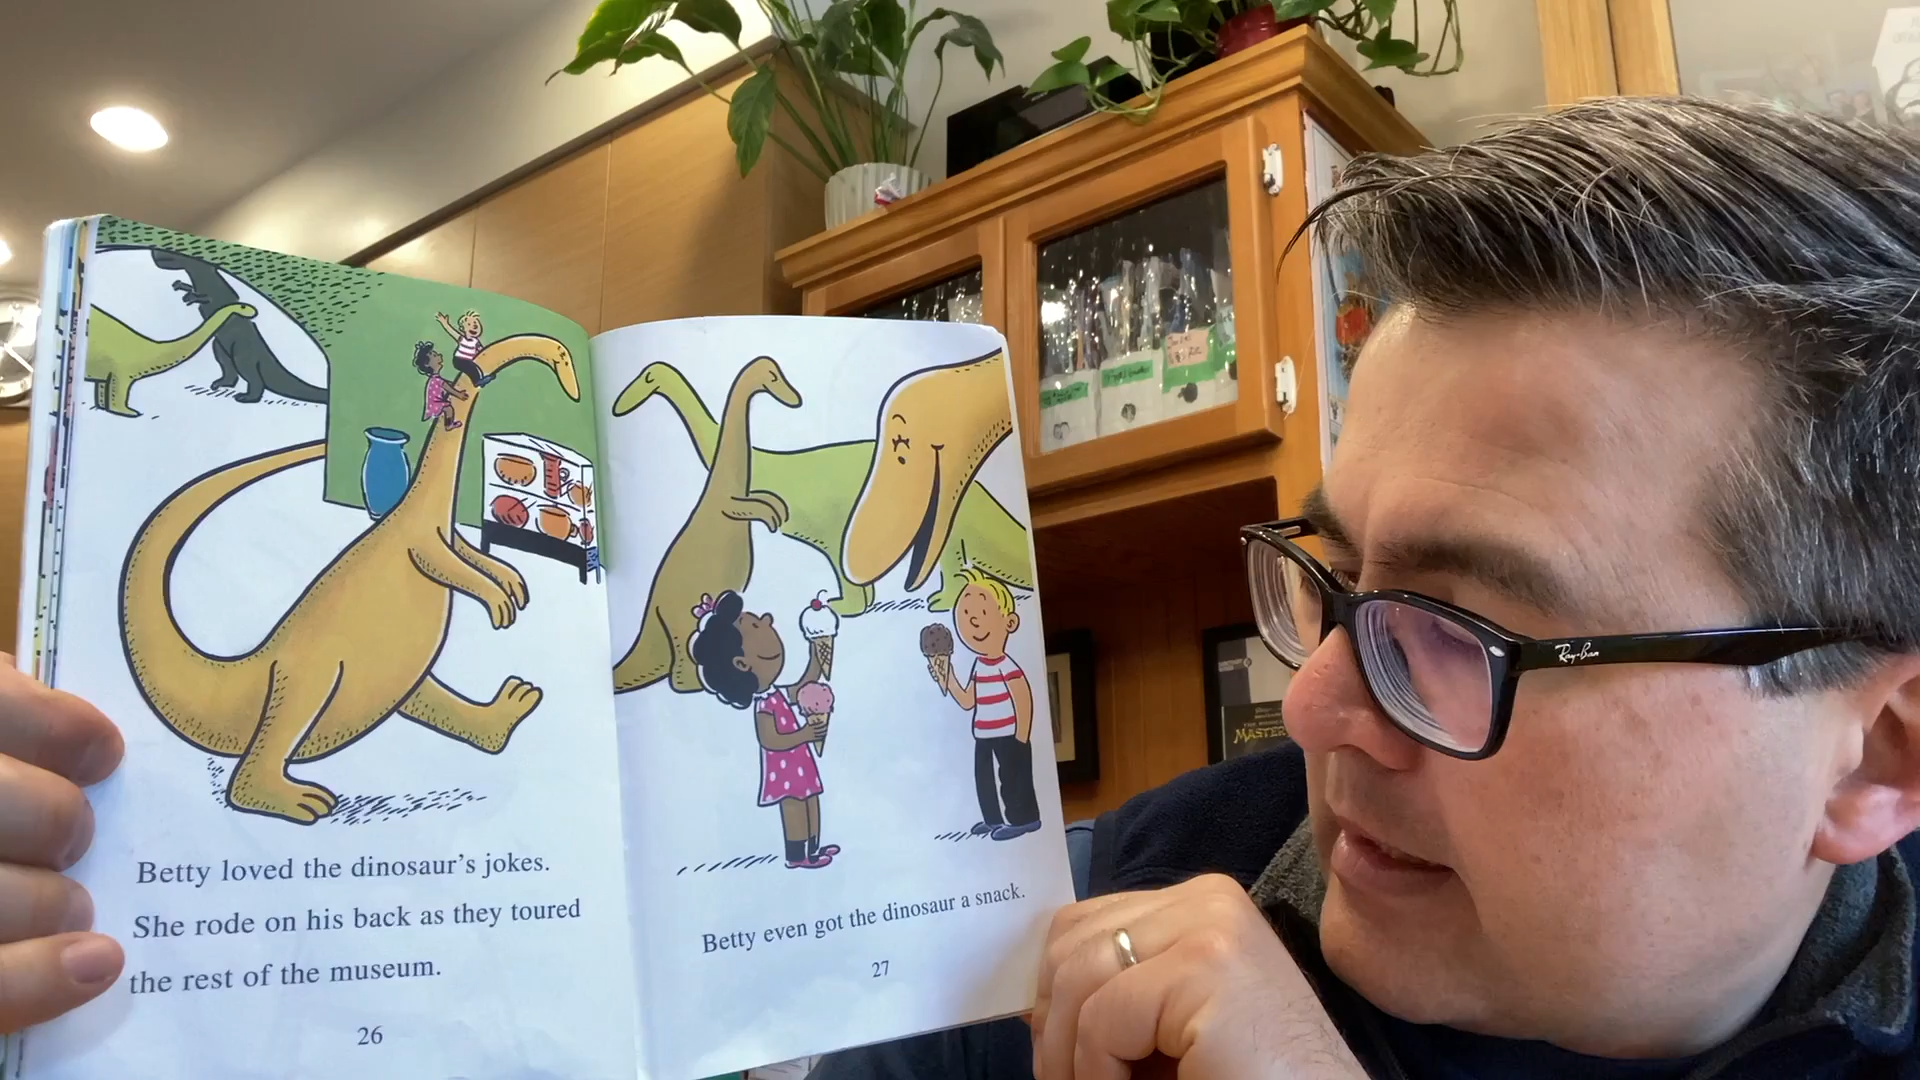 Betty loved the dinosaur's jokes.
She rode on his back as they toured
the rest of the museum.
26
Betty even got the dinosaur a snack.
27
Ray-Ban
MASTER